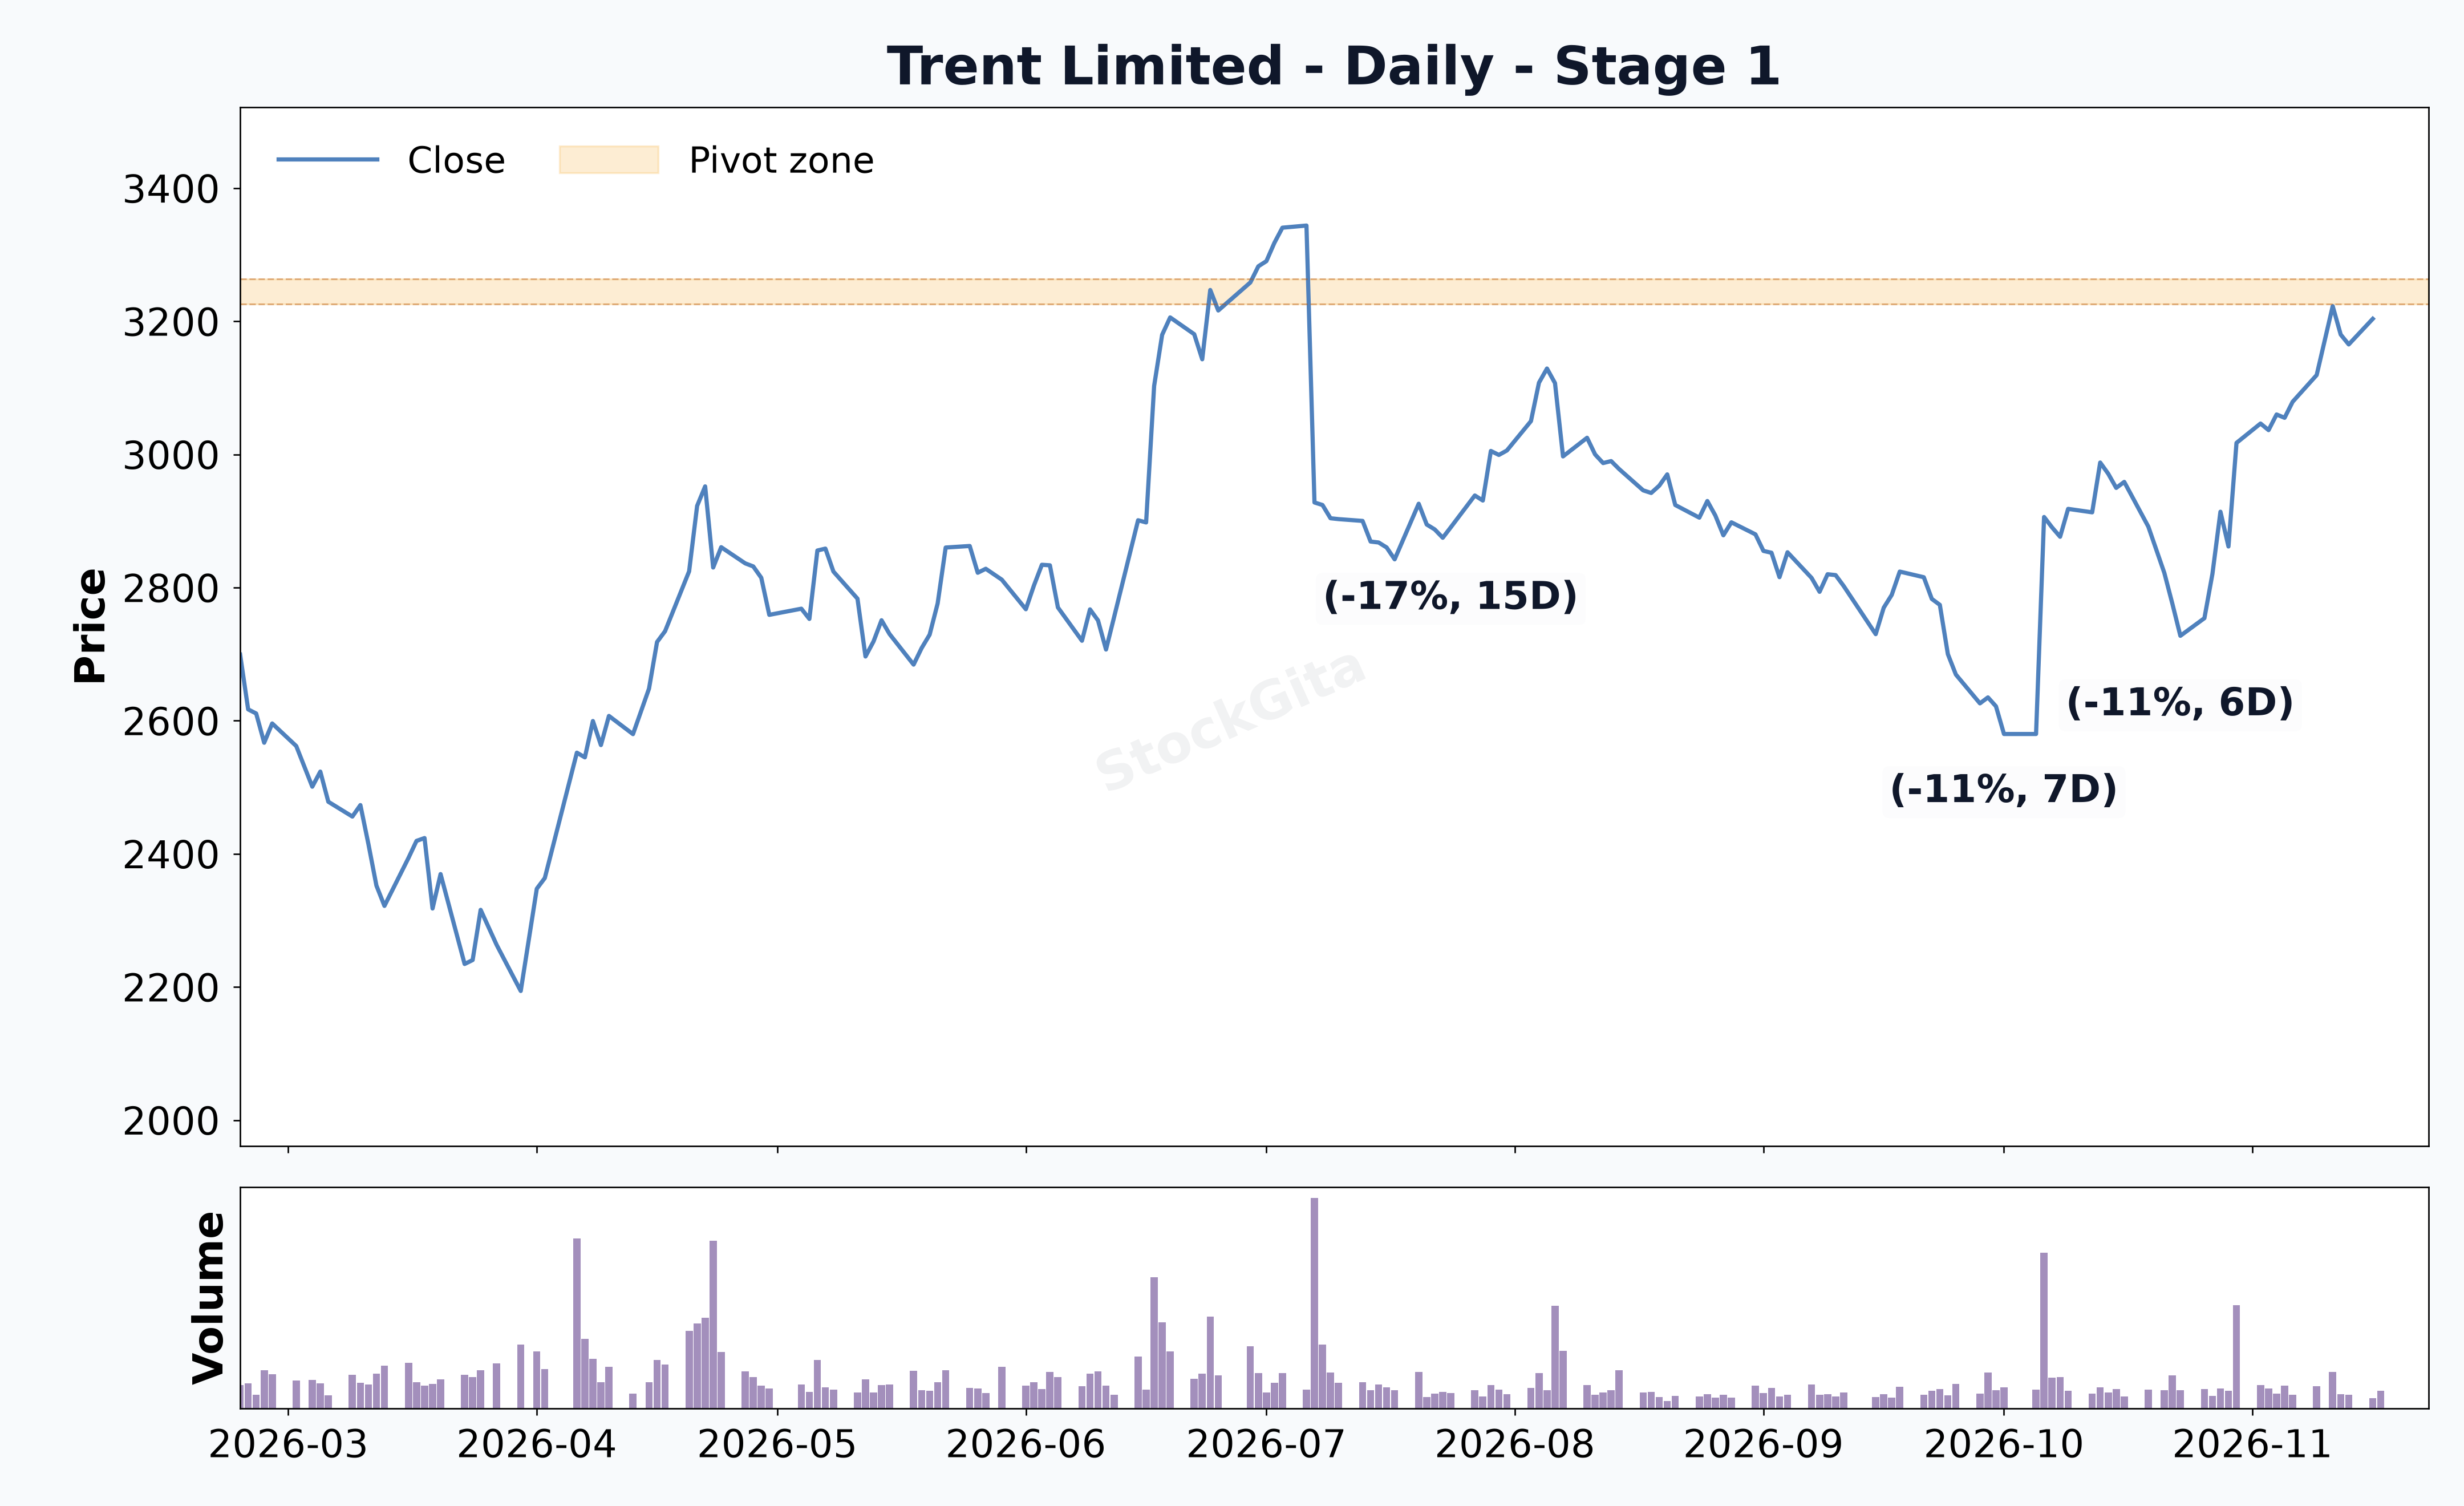 Trent Limited - Daily - Stage 1
Close
Pivot zone
3400
3200
3000
2800
2600
2400
2200
2000
Price
(-17%, 15D)
(-11%, 6D)
(-11%, 7D)
StockGita
Volume
2026-03
2026-04
2026-05
2026-06
2026-07
2026-08
2026-09
2026-10
2026-11